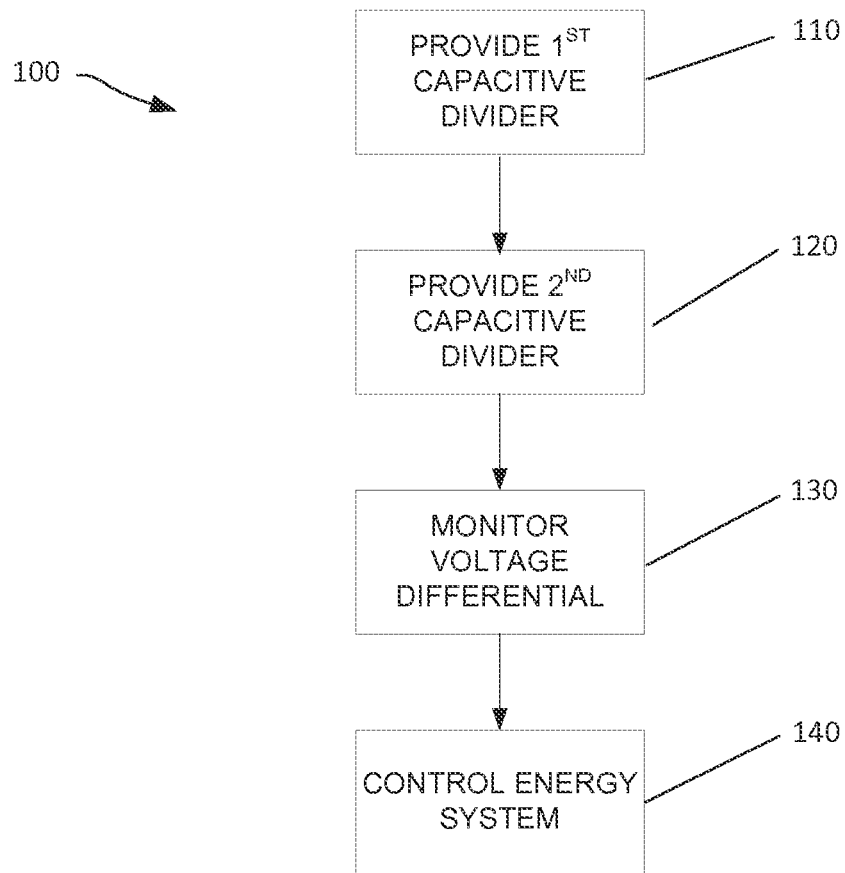 100
PROVIDE 1ST
CAPACITIVE
DIVIDER
110
PROVIDE 2ND
CAPACITIVE
DIVIDER
120
MONITOR
VOLTAGE
DIFFERENTIAL
130
CONTROL ENERGY
SYSTEM
140